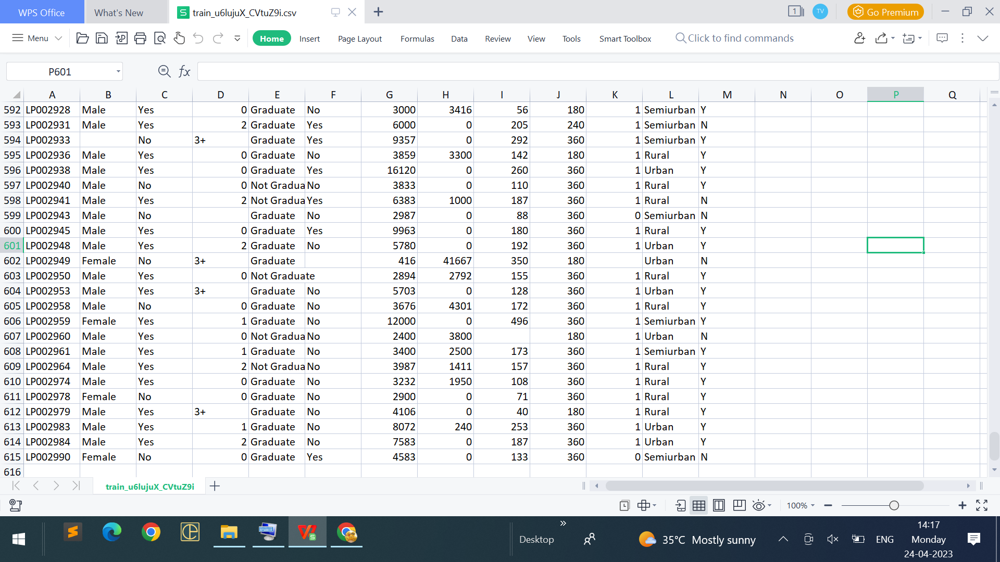 WPS Office What's New train_u6lujuX_CVtuZ9i.csv 1 TV Go Premium
Menu Home Insert Page Layout Formulas Data Review View Tools Smart Toolbox Click to find commands
P601 fx
A B C D E F G H I J K L M N O P Q
592 LP002928 Male Yes 0 Graduate No 3000 3416 56 180 1 Semiurban Y
593 LP002931 Male Yes 2 Graduate Yes 6000 0 205 240 1 Semiurban N
594 LP002933 No 3+ Graduate Yes 9357 0 292 360 1 Semiurban Y
595 LP002936 Male Yes 0 Graduate No 3859 3300 142 180 1 Rural Y
596 LP002938 Male Yes 0 Graduate Yes 16120 0 260 360 1 Urban Y
597 LP002940 Male No 0 Not Gradua No 3833 0 110 360 1 Rural Y
598 LP002941 Male Yes 2 Not Gradua Yes 6383 1000 187 360 1 Rural N
599 LP002943 Male No Graduate No 2987 0 88 360 0 Semiurban N
600 LP002945 Male Yes 0 Graduate Yes 9963 0 180 360 1 Rural Y
601 LP002948 Male Yes 2 Graduate No 5780 0 192 360 1 Urban Y
602 LP002949 Female No 3+ Graduate 416 41667 350 180 Urban N
603 LP002950 Male Yes 0 Not Graduate 2894 2792 155 360 1 Rural Y
604 LP002953 Male Yes 3+ Graduate No 5703 0 128 360 1 Urban Y
605 LP002958 Male No 0 Graduate No 3676 4301 172 360 1 Rural Y
606 LP002959 Female Yes 1 Graduate No 12000 0 496 360 1 Semiurban Y
607 LP002960 Male Yes 0 Not Gradua No 2400 3800 180 1 Urban N
608 LP002961 Male Yes 1 Graduate No 3400 2500 173 360 1 Semiurban Y
609 LP002964 Male Yes 2 Not Gradua No 3987 1411 157 360 1 Rural Y
610 LP002974 Male Yes 0 Graduate No 3232 1950 108 360 1 Rural Y
611 LP002978 Female No 0 Graduate No 2900 0 71 360 1 Rural Y
612 LP002979 Male Yes 3+ Graduate No 4106 0 40 180 1 Rural Y
613 LP002983 Male Yes 1 Graduate No 8072 240 253 360 1 Urban Y
614 LP002984 Male Yes 2 Graduate No 7583 0 187 360 1 Urban Y
615 LP002990 Female No 0 Graduate Yes 4583 0 133 360 0 Semiurban N
616
train_u6lujuX_CVtuZ9i
100%
Desktop 35°C Mostly sunny ENG
14:17
Monday
24-04-2023